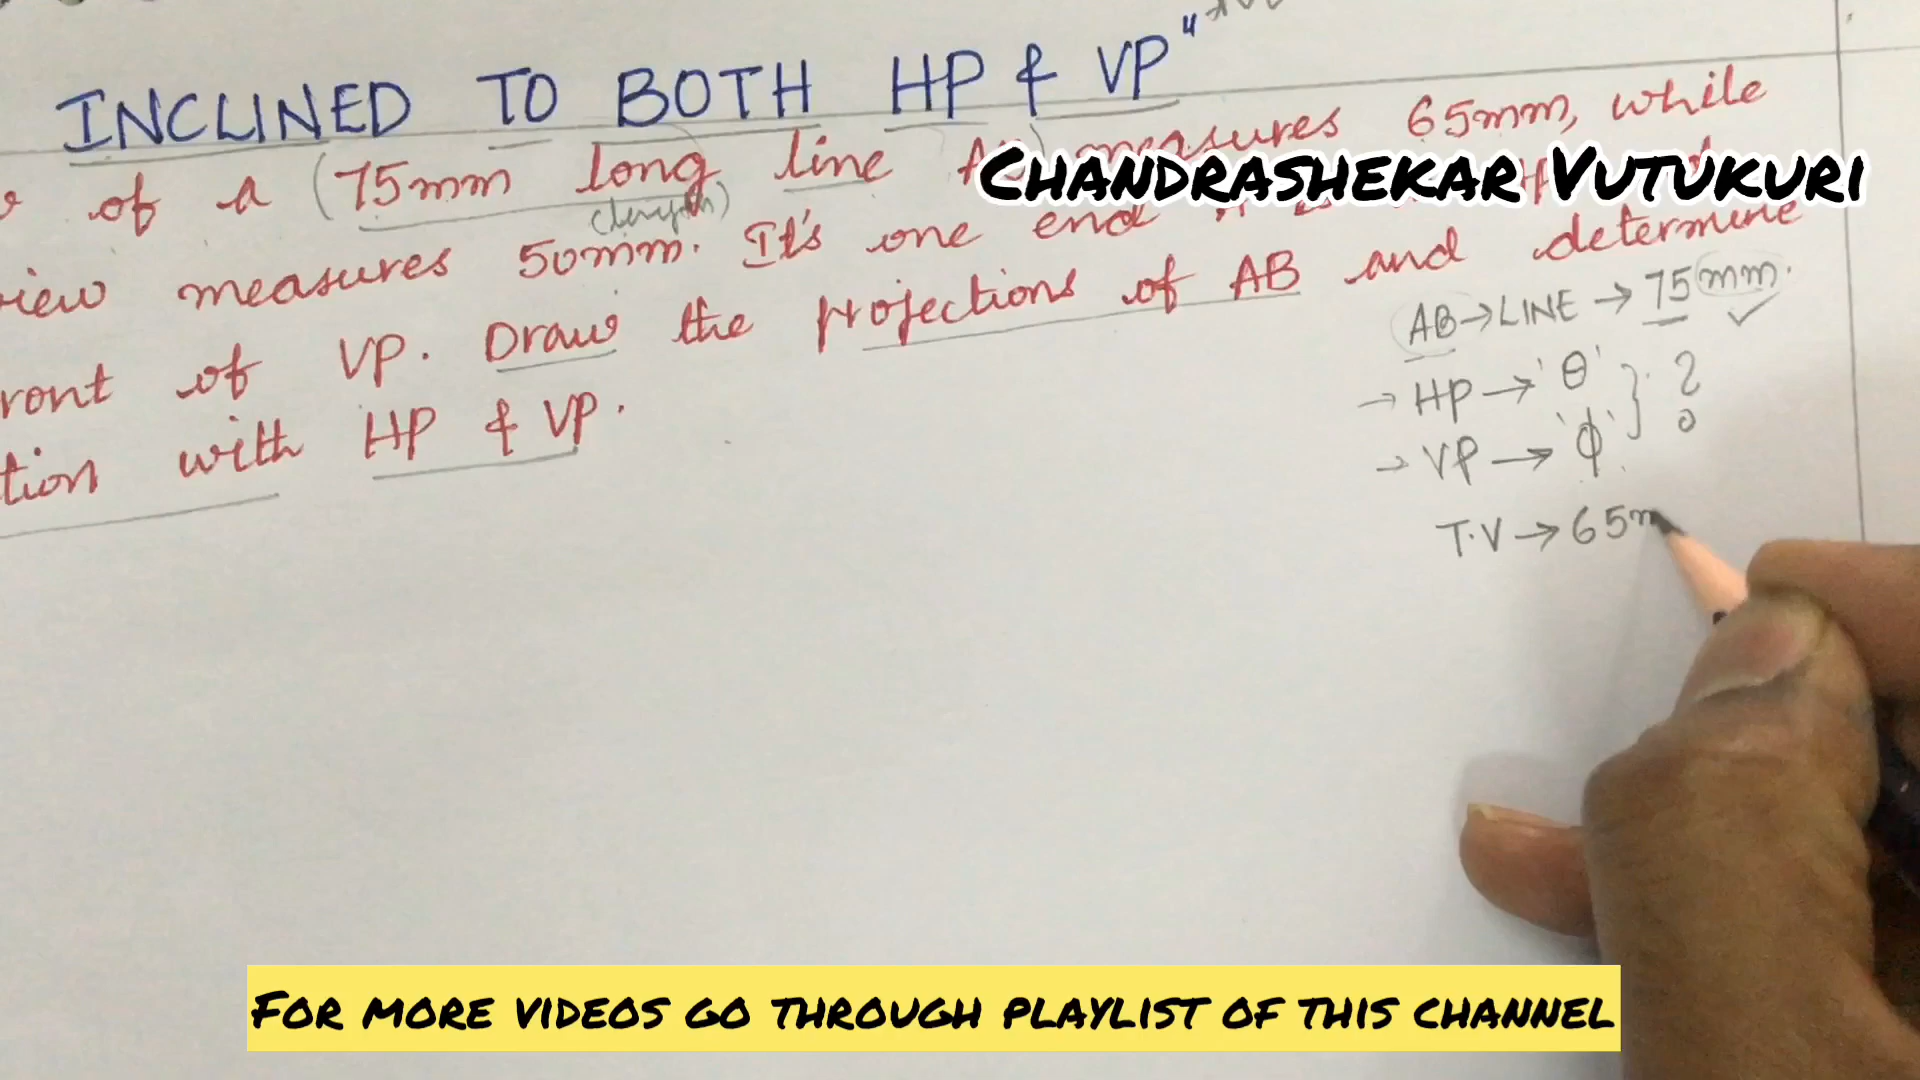 INCLINED TO BOTH HP & VP"
of a (75mm long line measures 65mm, while
(length)
CHANDRASHEKAR VUTUKURI
iew measures 50mm. It's one end
ront of VP. Draw the projections of AB and determine
tion with HP & VP.
AB→LINE → 75mm.
→ HP → 'θ' } ?
→ VP → 'ϕ'
T.V → 65m
FOR MORE VIDEOS GO THROUGH PLAYLIST OF THIS CHANNEL